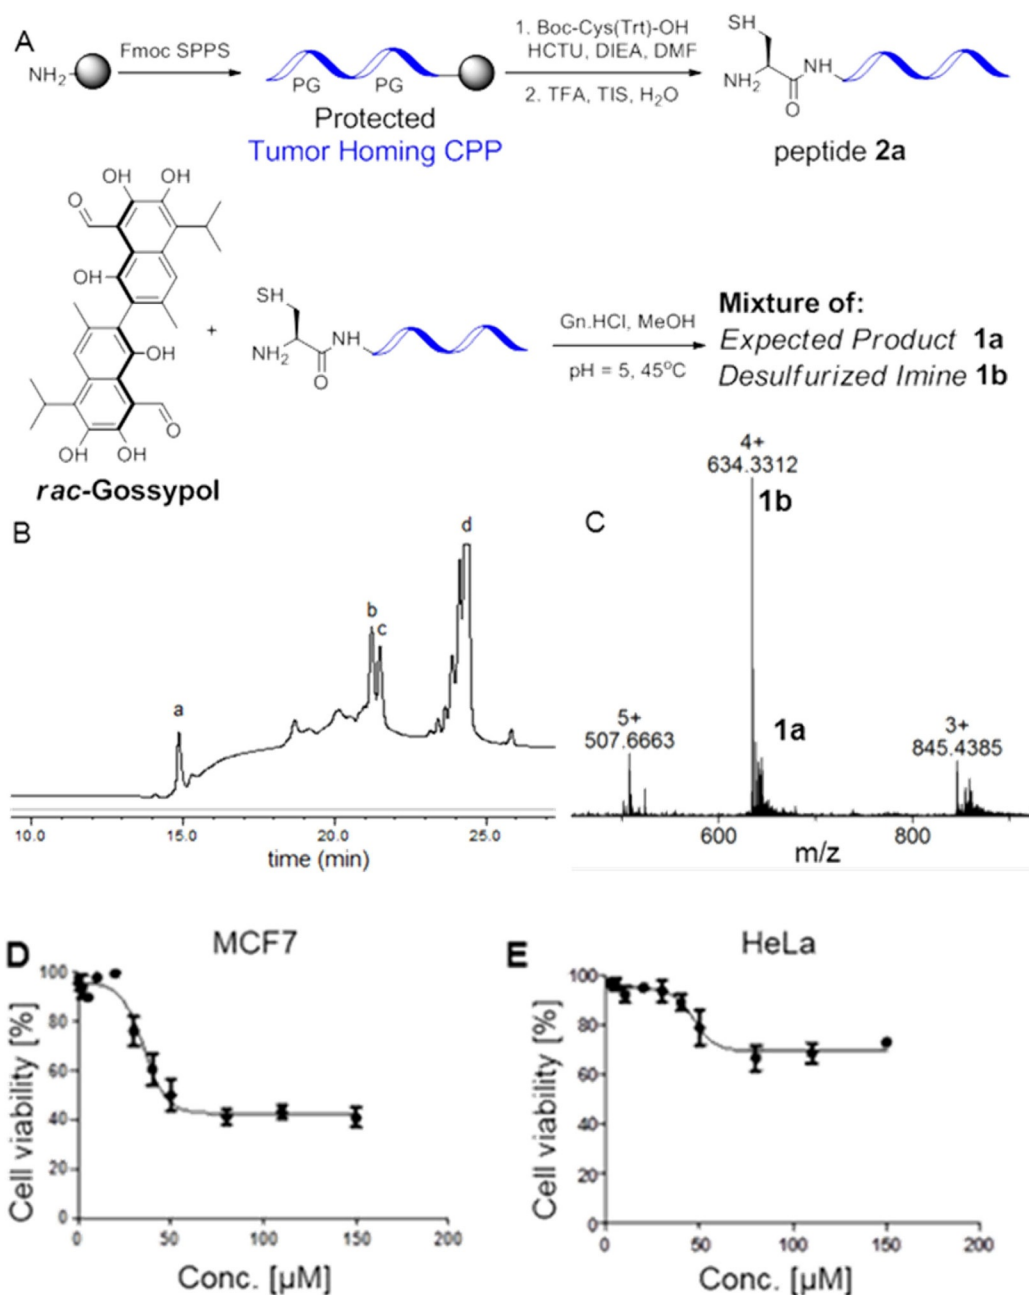 A
NH2
Fmoc SPPS
PG PG
Protected
Tumor Homing CPP
1. Boc-Cys(Trt)-OH
HCTU, DIEA, DMF
2. TFA, TIS, H2O
SH
NH2
NH
O
peptide 2a
OH OH
O
OH
OH
O
OH OH
rac-Gossypol
+
SH
NH2
NH
O
Gn.HCl, MeOH
pH = 5, 45°C
Mixture of:
Expected Product 1a
Desulfurized Imine 1b
B
a
b
c
d
10.0 15.0 20.0 25.0
time (min)
C
4+
634.3312
1b
1a
5+
507.6663
3+
845.4385
600 800
m/z
D
MCF7
Cell viability [%]
100
80
60
40
20
0
0 50 100 150 200
Conc. [µM]
E
HeLa
Cell viability [%]
100
80
60
40
20
0
0 50 100 150 200
Conc. [µM]